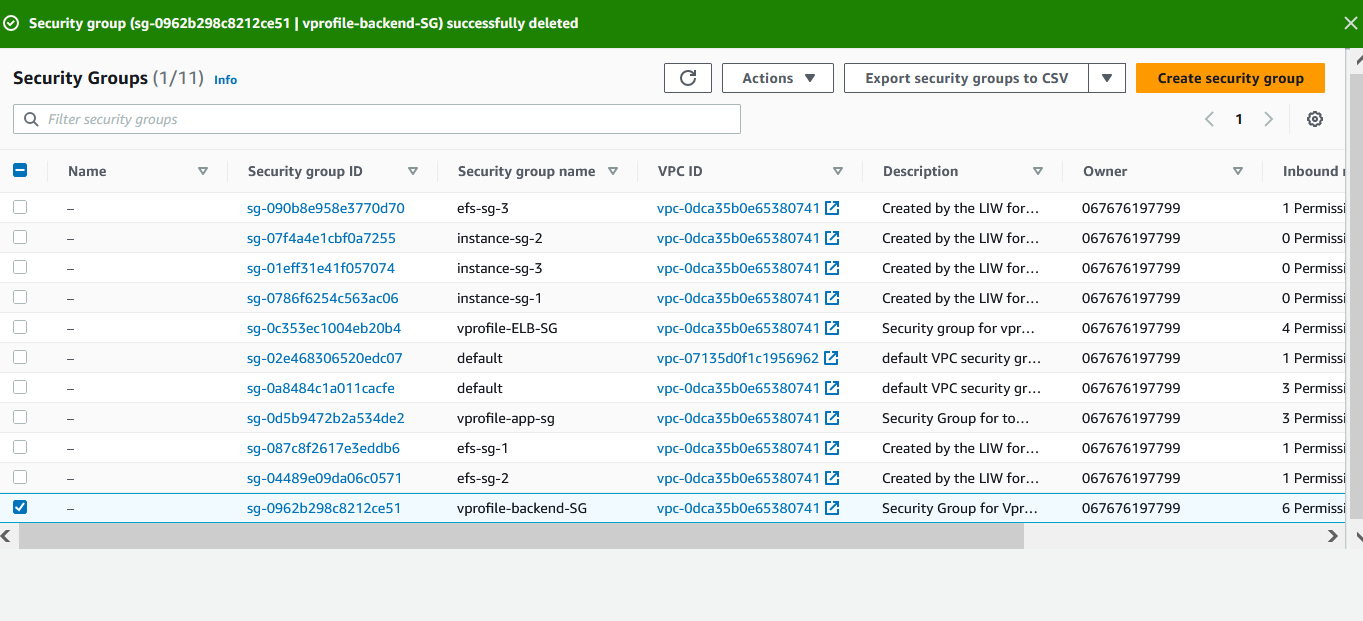 Security group (sg-0962b298c8212ce51 | vprofile-backend-SG) successfully deleted
Security Groups (1/11) Info
Actions
Export security groups to CSV
Create security group
Filter security groups
1
Name Security group ID Security group name VPC ID Description Owner Inbound r
– sg-090b8e958e3770d70 efs-sg-3 vpc-0dca35b0e65380741 Created by the LIW for... 067676197799 1 Permissi
– sg-07f4a4e1cbf0a7255 instance-sg-2 vpc-0dca35b0e65380741 Created by the LIW for... 067676197799 0 Permissi
– sg-01eff31e41f057074 instance-sg-3 vpc-0dca35b0e65380741 Created by the LIW for... 067676197799 0 Permissi
– sg-0786f6254c563ac06 instance-sg-1 vpc-0dca35b0e65380741 Created by the LIW for... 067676197799 0 Permissi
– sg-0c353ec1004eb20b4 vprofile-ELB-SG vpc-0dca35b0e65380741 Security group for vpr... 067676197799 4 Permissi
– sg-02e468306520edc07 default vpc-07135d0f1c1956962 default VPC security gr... 067676197799 1 Permissi
– sg-0a8484c1a011cacfe default vpc-0dca35b0e65380741 default VPC security gr... 067676197799 3 Permissi
– sg-0d5b9472b2a534de2 vprofile-app-sg vpc-0dca35b0e65380741 Security Group for to... 067676197799 3 Permissi
– sg-087c8f2617e3eddb6 efs-sg-1 vpc-0dca35b0e65380741 Created by the LIW for... 067676197799 1 Permissi
– sg-04489e09da06c0571 efs-sg-2 vpc-0dca35b0e65380741 Created by the LIW for... 067676197799 1 Permissi
– sg-0962b298c8212ce51 vprofile-backend-SG vpc-0dca35b0e65380741 Security Group for Vpr... 067676197799 6 Permissi